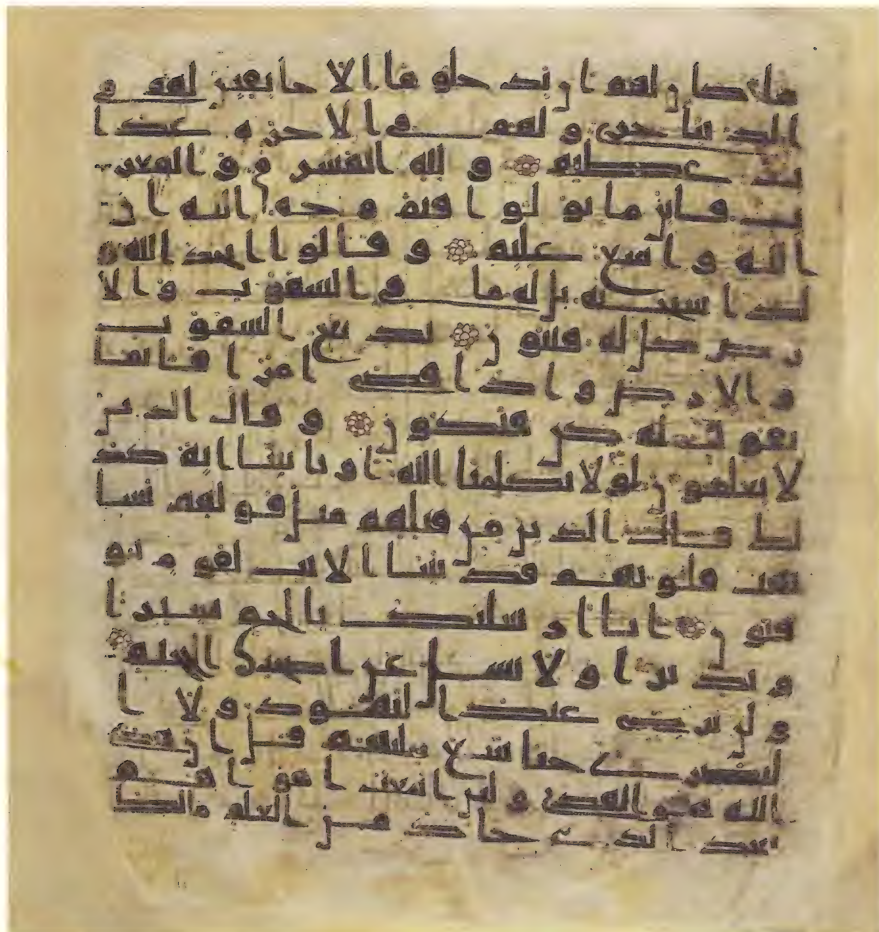 ما كان لهم ان يدخلوها الا خايفين لهم في
الدنيا خزي ولهم في الاخرة عذا
ب عظيم ولله المشرق والمغر
ب فاينما تولوا فثم وجه الله ان
الله واسع عليم وقالوا اتخذ الله و
لدا سبحنه بل له ما في السموت والا
رض كل له قنتون بديع السموت
والارض واذا قضى امرا فانما
يقول له كن فيكون وقال الذين
لا يعلمون لولا يكلمنا الله او تاتينا اية كذ
لك قال الذين من قبلهم مثل قولهم تشا
بهت قلوبهم قد بينا الايت لقوم يو
قنون انا ارسلنك بالحق بشيرا
ونذيرا ولا تسل عن اصحب الجحيم
ولن ترضى عنك اليهود ولا ا
لنصرى حتا تتبع ملتهم قل ان هدى
الله هو الهدى ولين اتبعت اهواهم
بعد الذي جاك من العلم مالك